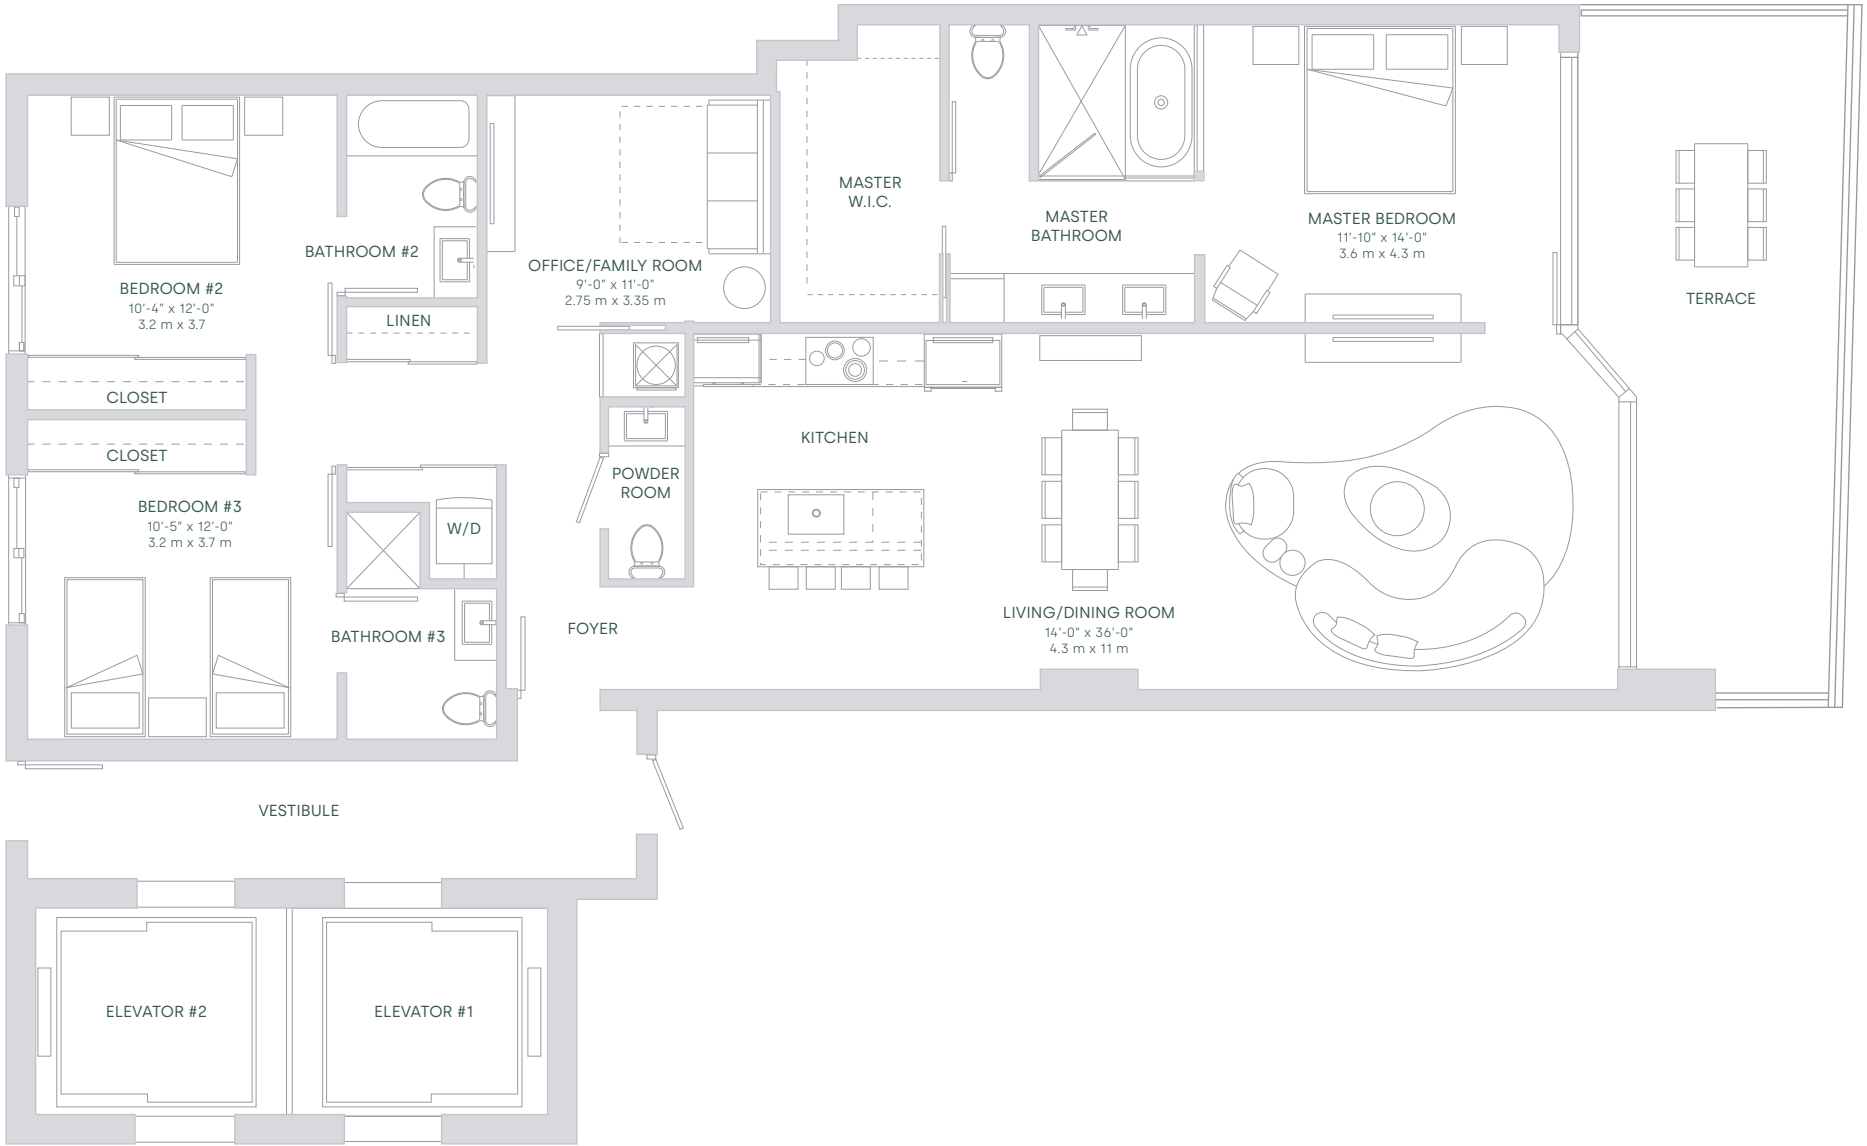 MASTER
W.I.C.
MASTER
BATHROOM
MASTER BEDROOM
11'-10" x 14'-0"
3.6 m x 4.3 m
TERRACE
BATHROOM #2
OFFICE/FAMILY ROOM
9'-0" x 11'-0"
2.75 m x 3.35 m
BEDROOM #2
10'-4" x 12'-0"
3.2 m x 3.7
LINEN
CLOSET
CLOSET
KITCHEN
POWDER
ROOM
BEDROOM #3
10'-5" x 12'-0"
3.2 m x 3.7 m
W/D
BATHROOM #3
FOYER
LIVING/DINING ROOM
14'-0" x 36'-0"
4.3 m x 11 m
VESTIBULE
ELEVATOR #2
ELEVATOR #1